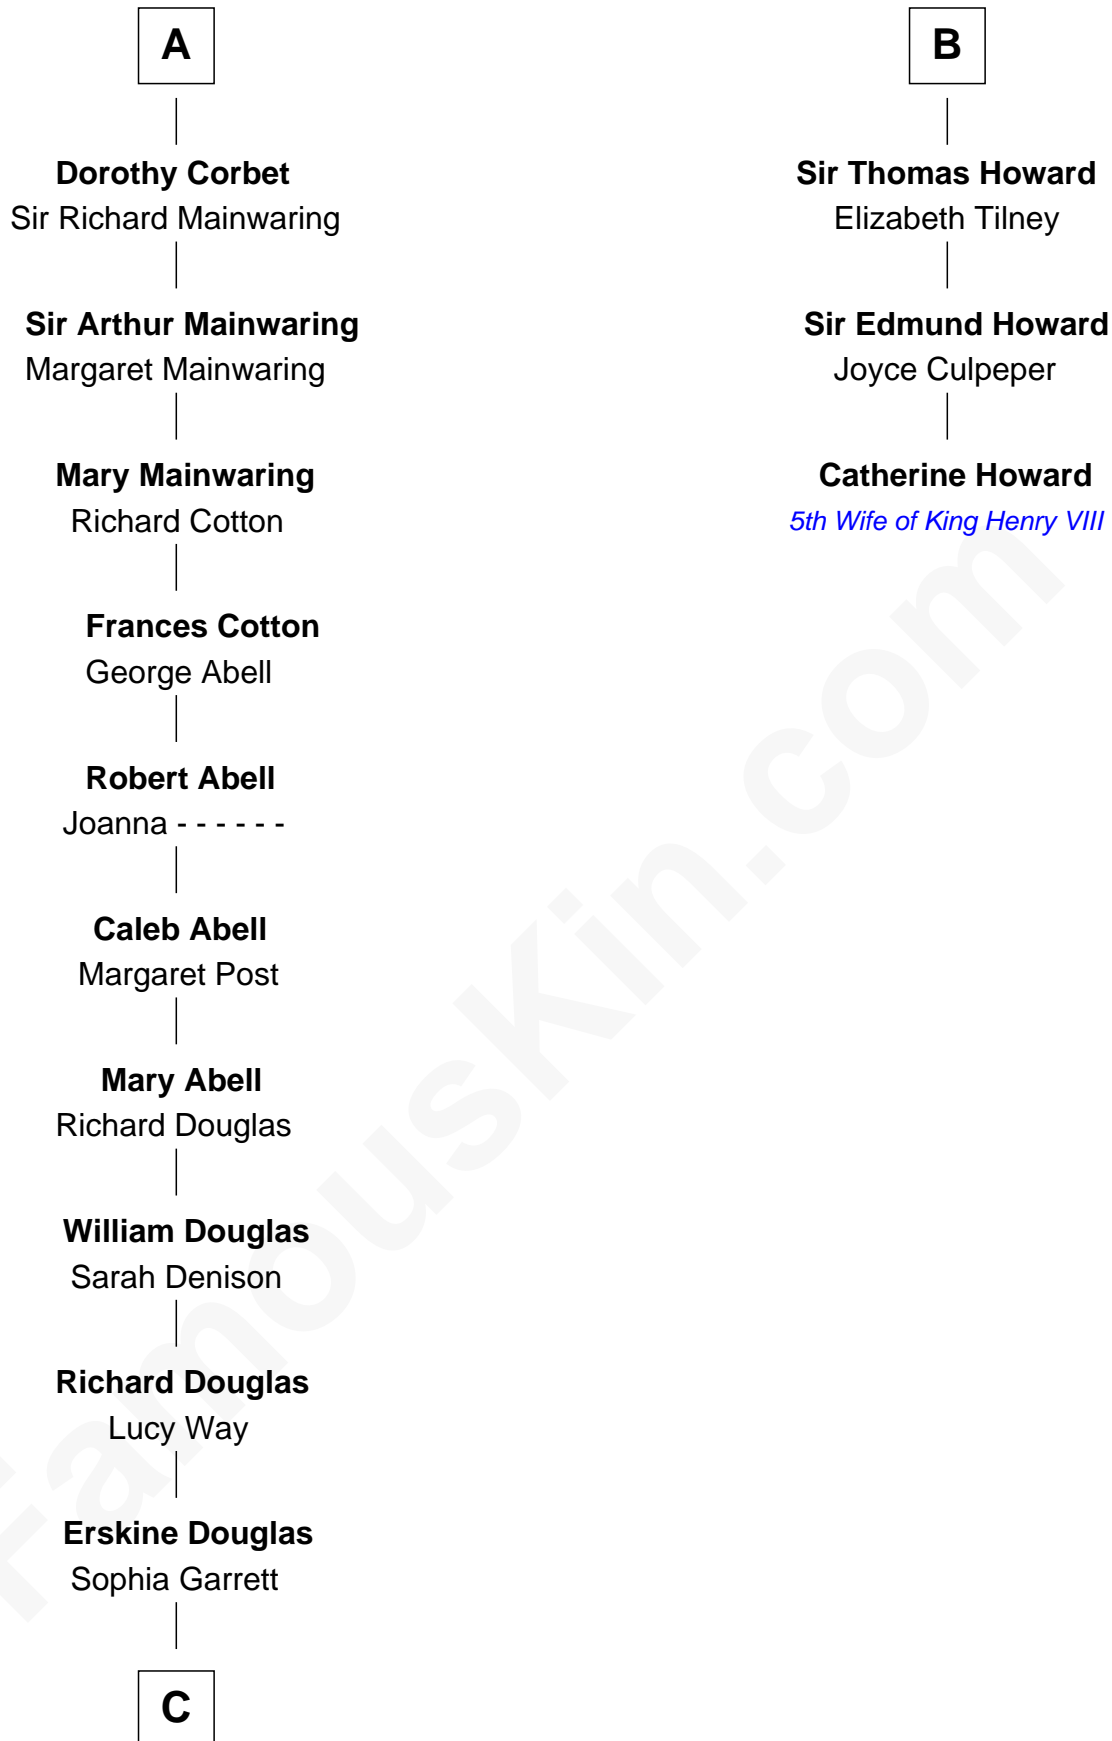 A
Dorothy Corbet
Sir Richard Mainwaring
Sir Arthur Mainwaring
Margaret Mainwaring
Mary Mainwaring
Richard Cotton
Frances Cotton
George Abell
Robert Abell
Joanna - - - - - -
Caleb Abell
Margaret Post
Mary Abell
Richard Douglas
William Douglas
Sarah Denison
Richard Douglas
Lucy Way
Erskine Douglas
Sophia Garrett
C
B
Sir Thomas Howard
Elizabeth Tilney
Sir Edmund Howard
Joyce Culpeper
Catherine Howard
5th Wife of King Henry VIII
FamousKin.com